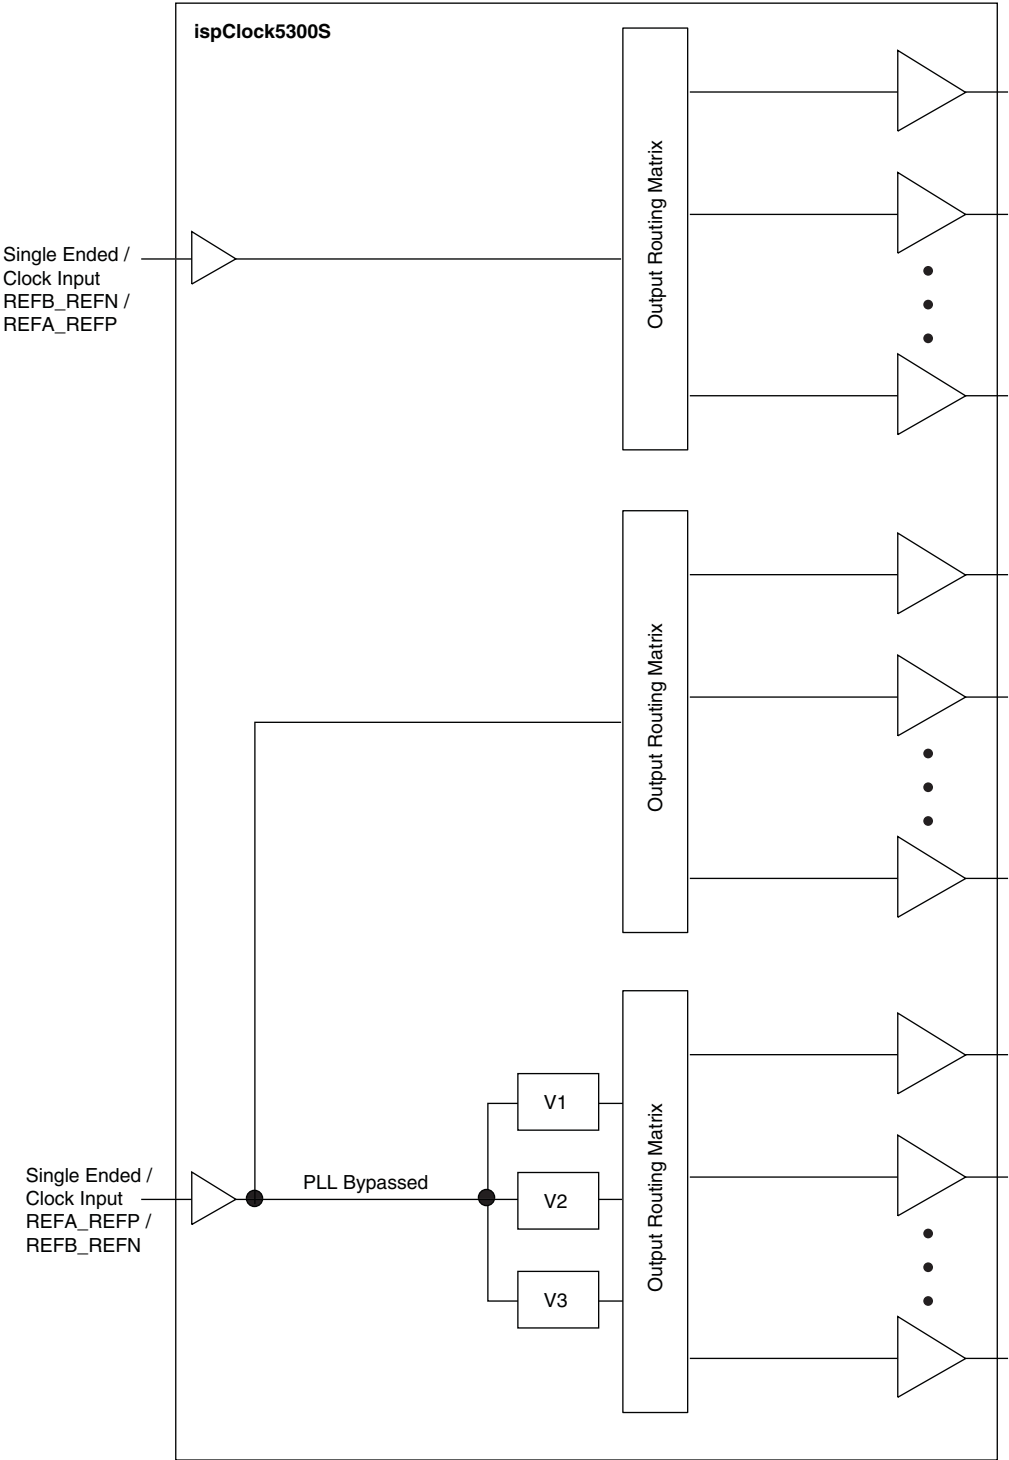 ispClock5300S
Output Routing Matrix
Single Ended /
Clock Input
REFB_REFN /
REFA_REFP
Output Routing Matrix
Output Routing Matrix
V1
V2
V3
PLL Bypassed
Single Ended /
Clock Input
REFA_REFP /
REFB_REFN